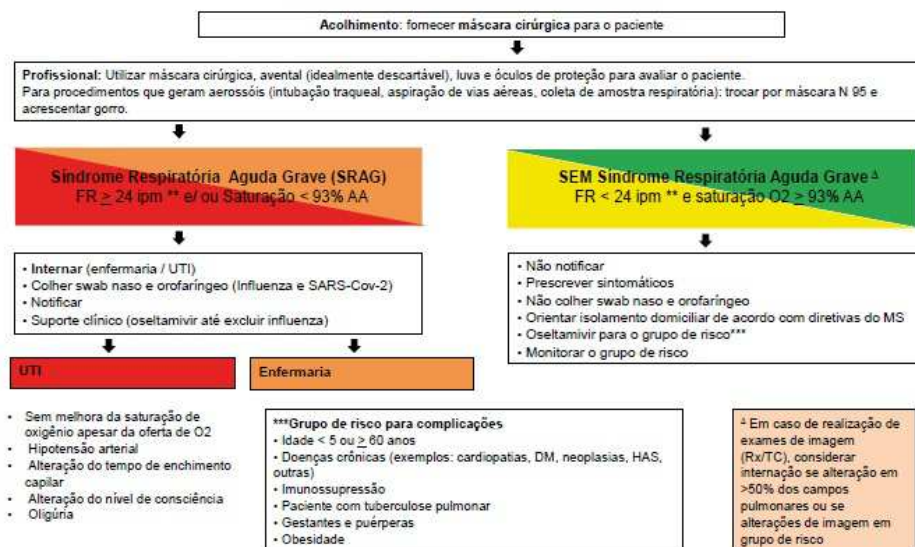 Acolhimento: fornecer máscara cirúrgica para o paciente
Profissional: Utilizar máscara cirúrgica, avental (idealmente descartável), luva e óculos de proteção para avaliar o paciente.
Para procedimentos que geram aerossóis (intubação traqueal, aspiração de vias aéreas, coleta de amostra respiratória): trocar por máscara N 95 e
acrescentar gorro.
Síndrome Respiratória Aguda Grave (SRAG)
FR ≥ 24 ipm ** e/ ou Saturação < 93% AA
SEM Síndrome Respiratória Aguda Grave Δ
FR < 24 ipm ** e saturação O2 ≥ 93% AA
• Internar (enfermaria / UTI)
• Colher swab naso e orofaríngeo (Influenza e SARS-Cov-2)
• Notificar
• Suporte clínico (oseltamivir até excluir influenza)
• Não notificar
• Prescrever sintomáticos
• Não colher swab naso e orofaríngeo
• Orientar isolamento domiciliar de acordo com diretivas do MS
• Oseltamivir para o grupo de risco***
• Monitorar o grupo de risco
UTI
Enfermaria
• Sem melhora da saturação de
oxigênio apesar da oferta de O2
• Hipotensão arterial
• Alteração do tempo de enchimento
capilar
• Alteração do nível de consciência
• Oligúria
***Grupo de risco para complicações
• Idade < 5 ou ≥ 60 anos
• Doenças crônicas (exemplos: cardiopatias, DM, neoplasias, HAS,
outras)
• Imunossupressão
• Paciente com tuberculose pulmonar
• Gestantes e puérperas
• Obesidade
Δ Em caso de realização de
exames de imagem
(Rx/TC), considerar
internação se alteração em
>50% dos campos
pulmonares ou se
alterações de imagem em
grupo de risco